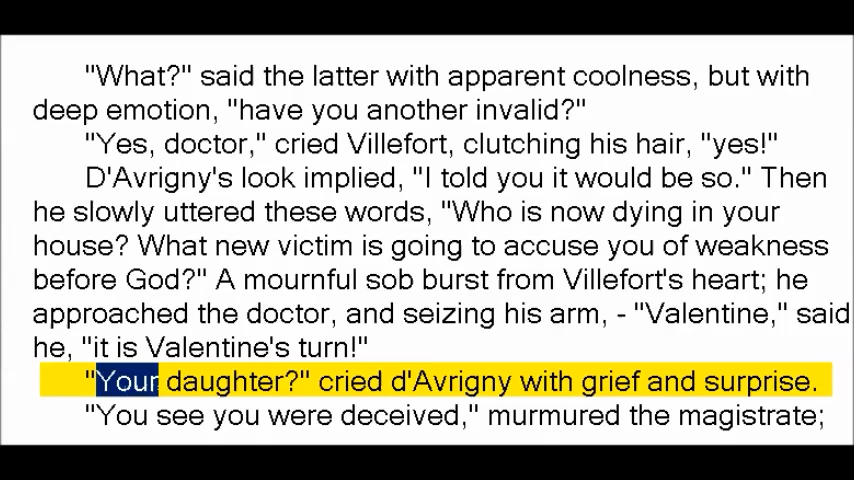 "What?" said the latter with apparent coolness, but with
deep emotion, "have you another invalid?"
"Yes, doctor," cried Villefort, clutching his hair, "yes!"
D'Avrigny's look implied, "I told you it would be so." Then
he slowly uttered these words, "Who is now dying in your
house? What new victim is going to accuse you of weakness
before God?" A mournful sob burst from Villefort's heart; he
approached the doctor, and seizing his arm, - "Valentine," said
he, "it is Valentine's turn!"
"Your daughter?" cried d'Avrigny with grief and surprise.
"You see you were deceived," murmured the magistrate;